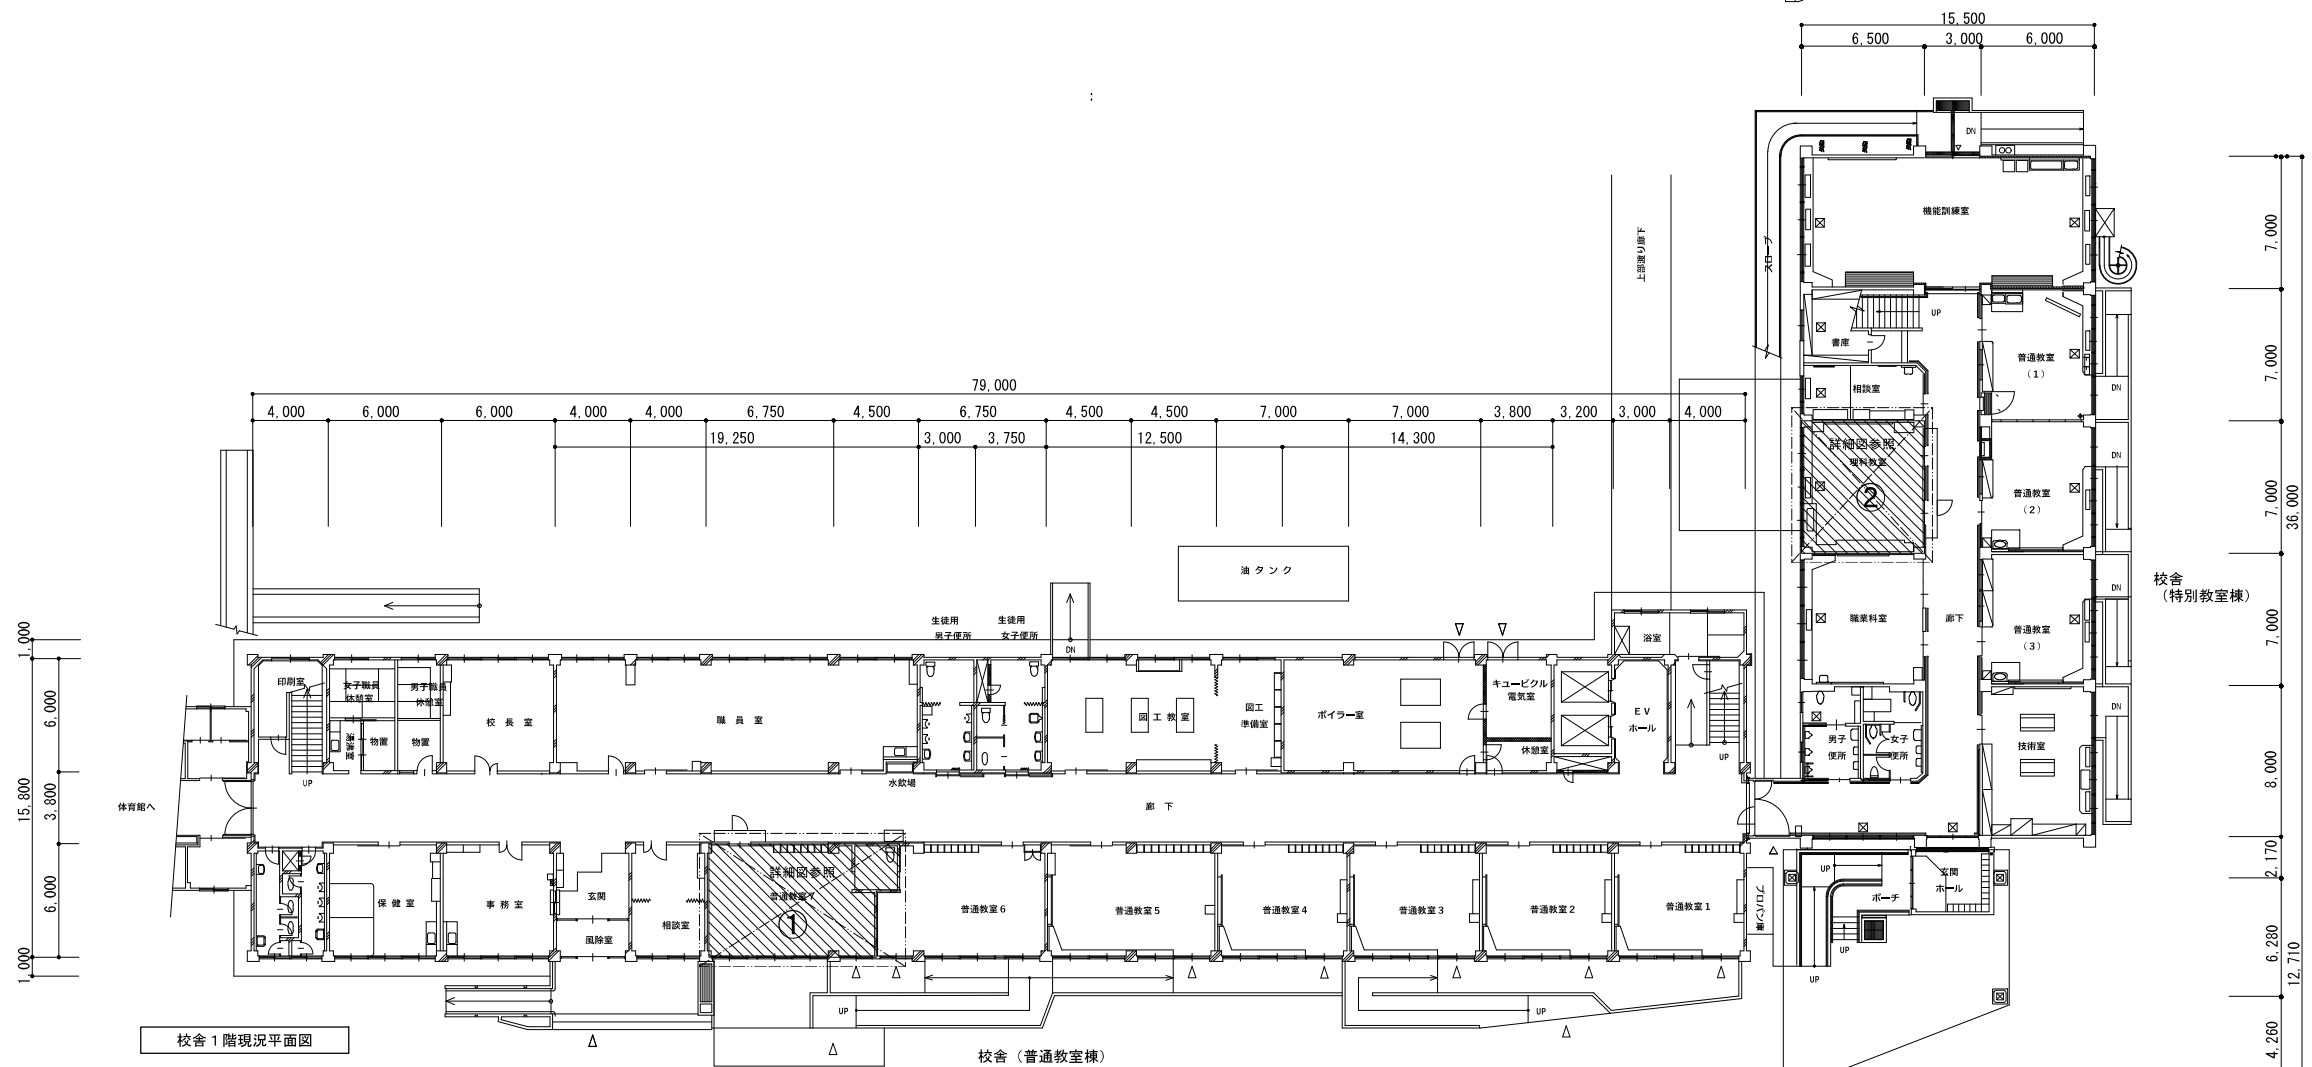 15,500
6,500
3,000
6,000
DN
機能訓練室
スロープ
上部渡り廊下
7,000
UP
書庫
普通教室
(1)
DN
7,000
相談室
79,000
4,000
6,000
6,000
4,000
4,000
6,750
4,500
6,750
4,500
4,500
7,000
7,000
3,800
3,200
3,000
4,000
19,250
3,000
3,750
12,500
14,300
詳細図参照
理科教室
②
普通教室
(2)
DN
7,000
36,000
油タンク
校舎
(特別教室棟)
職業科室
廊下
普通教室
(3)
DN
7,000
生徒用
男子便所
生徒用
女子便所
DN
浴室
1,000
6,000
15,800
3,800
6,000
1,000
印刷室
女子職員
休憩室
男子職員
休憩室
湯沸室
物置
物置
校長室
職員室
図工教室
図工
準備室
ボイラー室
キュービクル
電気室
休憩室
EV
ホール
UP
UP
男子
便所
女子
便所
技術室
DN
8,000
体育館へ
水飲場
廊下
保健室
事務室
玄関
風除室
相談室
詳細図参照
普通教室7
①
普通教室6
普通教室5
普通教室4
普通教室3
普通教室2
普通教室1
プロパン庫
UP
玄関
ホール
ポーチ
UP
UP
2,170
6,280
12,710
4,260
UP
UP
校舎1階現況平面図
校舎(普通教室棟)